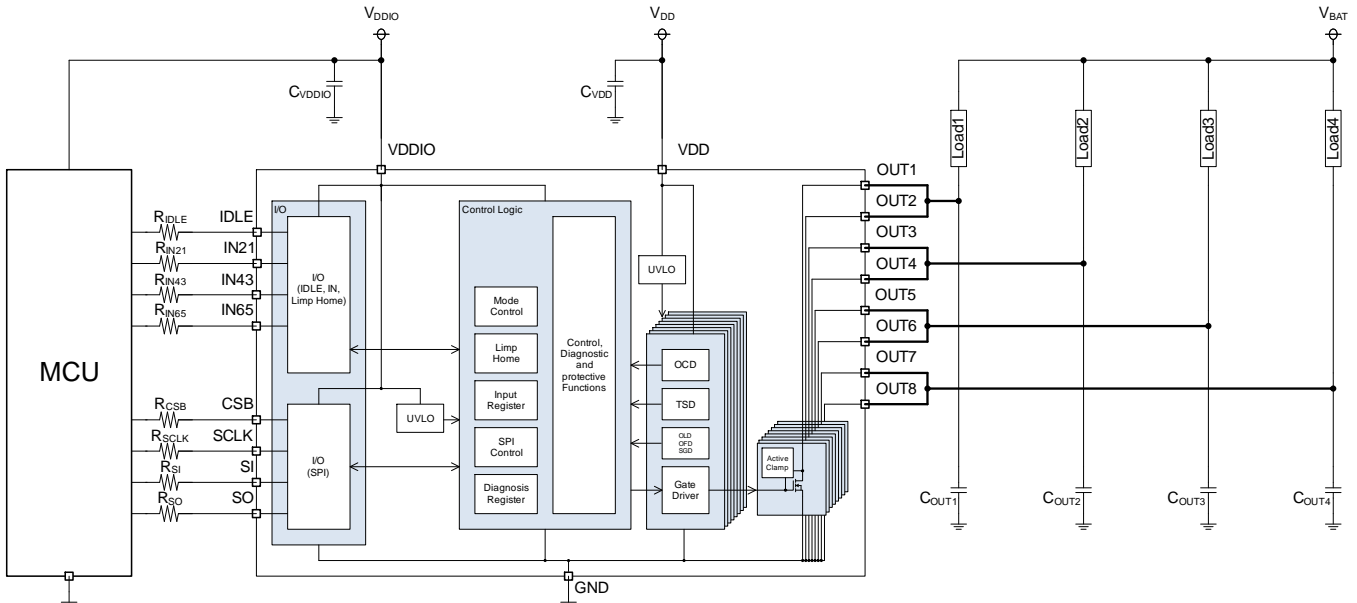 VDDIO
VDD
VBAT
CVDDIO
CVDD
Load1
Load2
Load3
Load4
VDDIO
VDD
OUT1
OUT2
OUT3
OUT4
OUT5
OUT6
OUT7
OUT8
MCU
RIDLE
IDLE
RIN21
IN21
RIN43
IN43
RIN65
IN65
RCSB
CSB
RSCLK
SCLK
RSI
SI
RSO
SO
I/O
I/O
(IDLE, IN,
Limp Home)
I/O
(SPI)
UVLO
Control Logic
Mode
Control
Limp
Home
Input
Register
SPI
Control
Diagnosis
Register
Control,
Diagnostic
and
protective
Functions
UVLO
OCD
TSD
OLD
OFD
SGD
Gate
Driver
Active
Clamp
COUT1
COUT2
COUT3
COUT4
GND